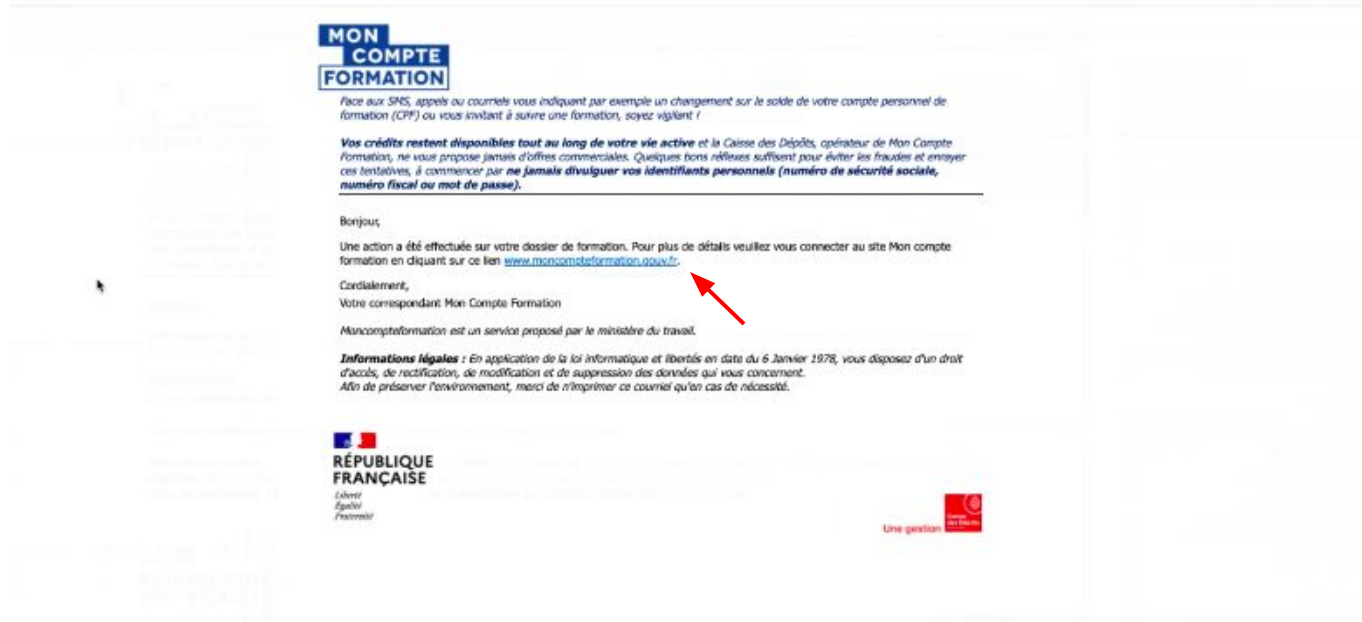 MON
COMPTE
FORMATION
Face aux SMS, appels ou courriels vous indiquant par exemple un changement sur le solde de votre compte personnel de
formation (CPF) ou vous invitant à suivre une formation, soyez vigilant !
Vos crédits restent disponibles tout au long de votre vie active et la Caisse des Dépôts, opérateur de Mon Compte
Formation, ne vous propose jamais d'offres commerciales. Quelques bons réflexes suffisent pour éviter les fraudes et enrayer
ces tentatives, à commencer par ne jamais divulguer vos identifiants personnels (numéro de sécurité sociale,
numéro fiscal ou mot de passe).
Bonjour,
Une action a été effectuée sur votre dossier de formation. Pour plus de détails veuillez vous connecter au site Mon compte
formation en cliquant sur ce lien www.moncompteformation.gouv.fr.
Cordialement,
Votre correspondant Mon Compte Formation
Moncompteformation est un service proposé par le ministère du travail.
Informations légales : En application de la loi informatique et libertés en date du 6 Janvier 1978, vous disposez d'un droit
d'accès, de rectification, de modification et de suppression des données qui vous concernent.
Afin de préserver l'environnement, merci de n'imprimer ce courriel qu'en cas de nécessité.
RÉPUBLIQUE
FRANÇAISE
Liberté
Égalité
Fraternité
Une gestion
Caisse
des Dépôts